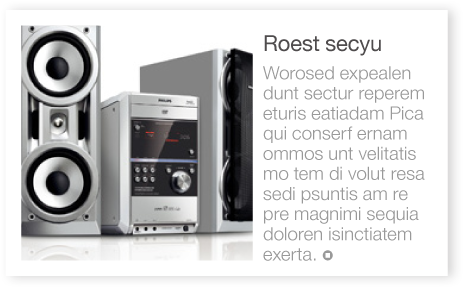 PHILIPS
Roest secyu
Worosed expealen
dunt sectur reperem
eturis eatiadam Pica
qui conserf ernam
ommos unt velitatis
mo tem di volut resa
sedi psuntis am re
pre magnimi sequia
doloren isinctiatem
exerta.